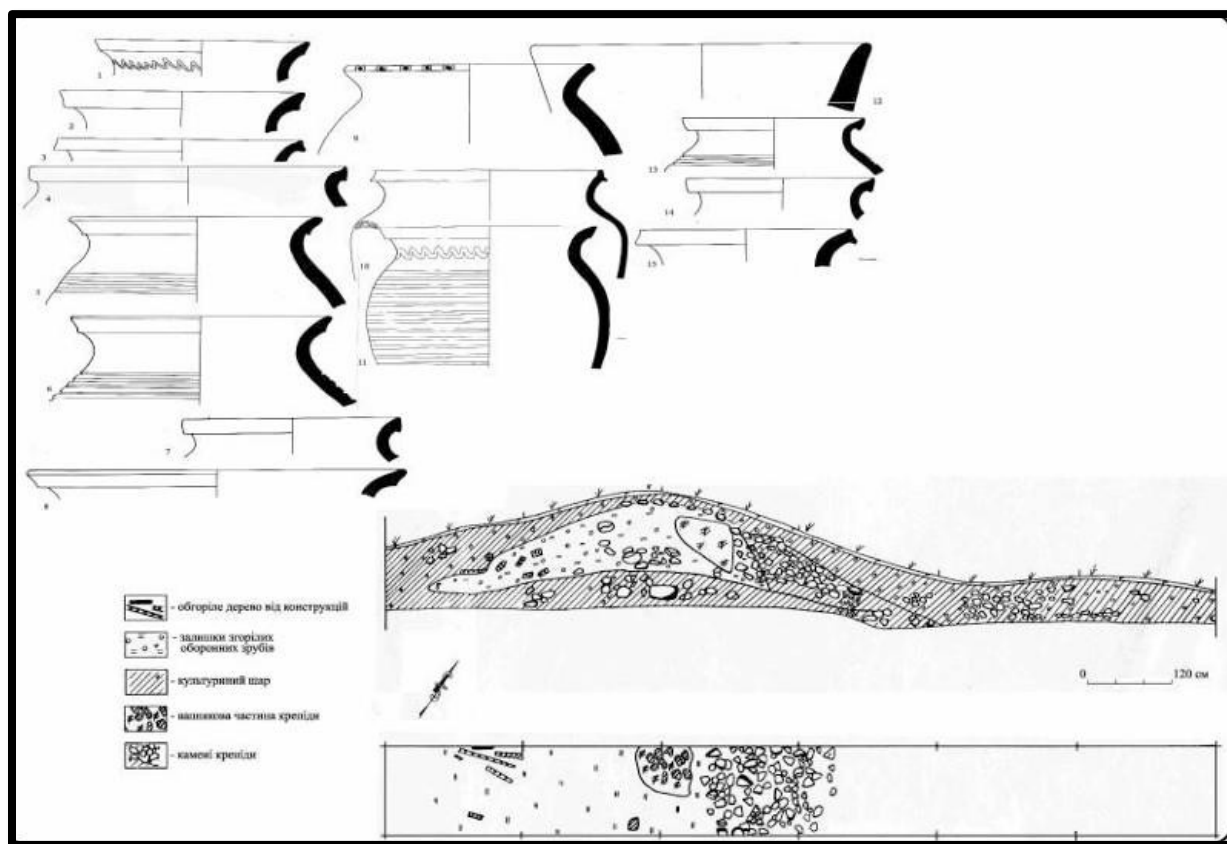 1
2
3
4
5
6
7
8
9
10
11
12
13
14
15
- обгоріле дерево від конструкцій
- залишки згорілих
оборонних зрубів
- культурний шар
- вапнякова частина крепіди
- камені крепіди
0 120 см